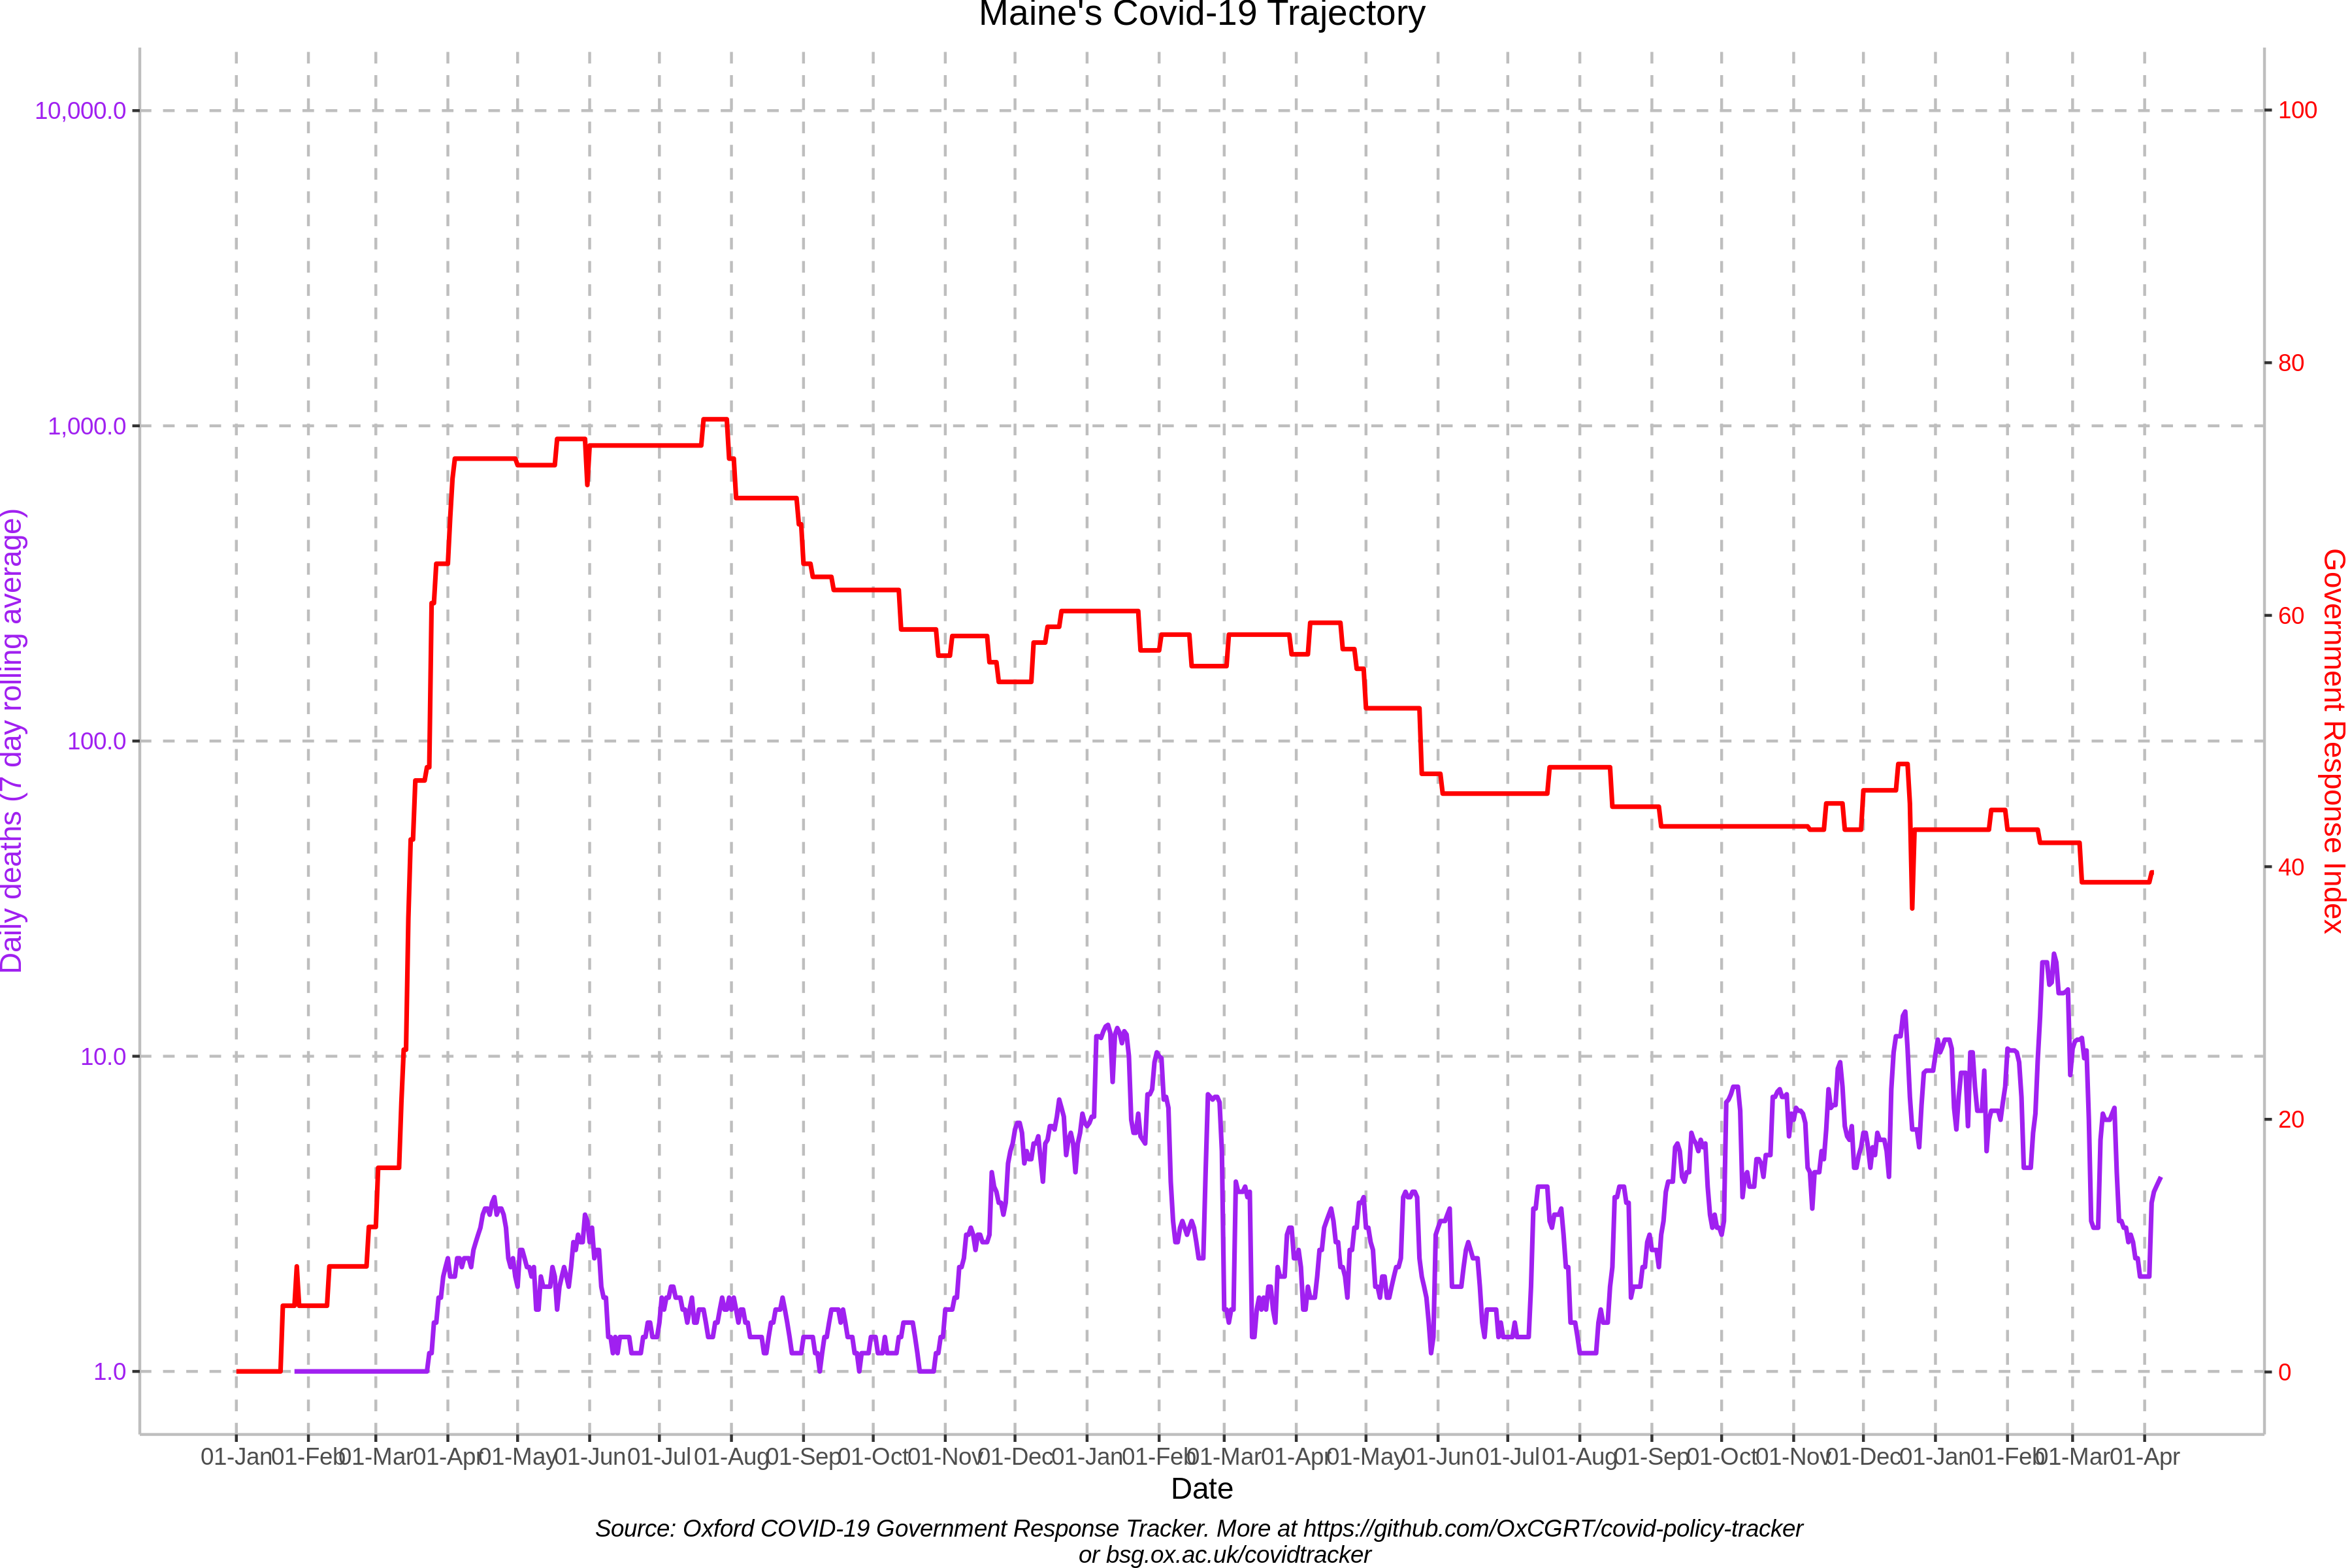 Maine's Covid-19 Trajectory
10,000.0
1,000.0
100.0
10.0
1.0
Daily deaths (7 day rolling average)
100
80
60
40
20
0
Government Response Index
01-Jan 01-Feb 01-Mar 01-Apr 01-May 01-Jun 01-Jul 01-Aug 01-Sep 01-Oct 01-Nov 01-Dec 01-Jan 01-Feb 01-Mar 01-Apr 01-May 01-Jun 01-Jul 01-Aug 01-Sep 01-Oct 01-Nov 01-Dec 01-Jan 01-Feb 01-Mar 01-Apr
Date
Source: Oxford COVID-19 Government Response Tracker. More at https://github.com/OxCGRT/covid-policy-tracker
or bsg.ox.ac.uk/covidtracker